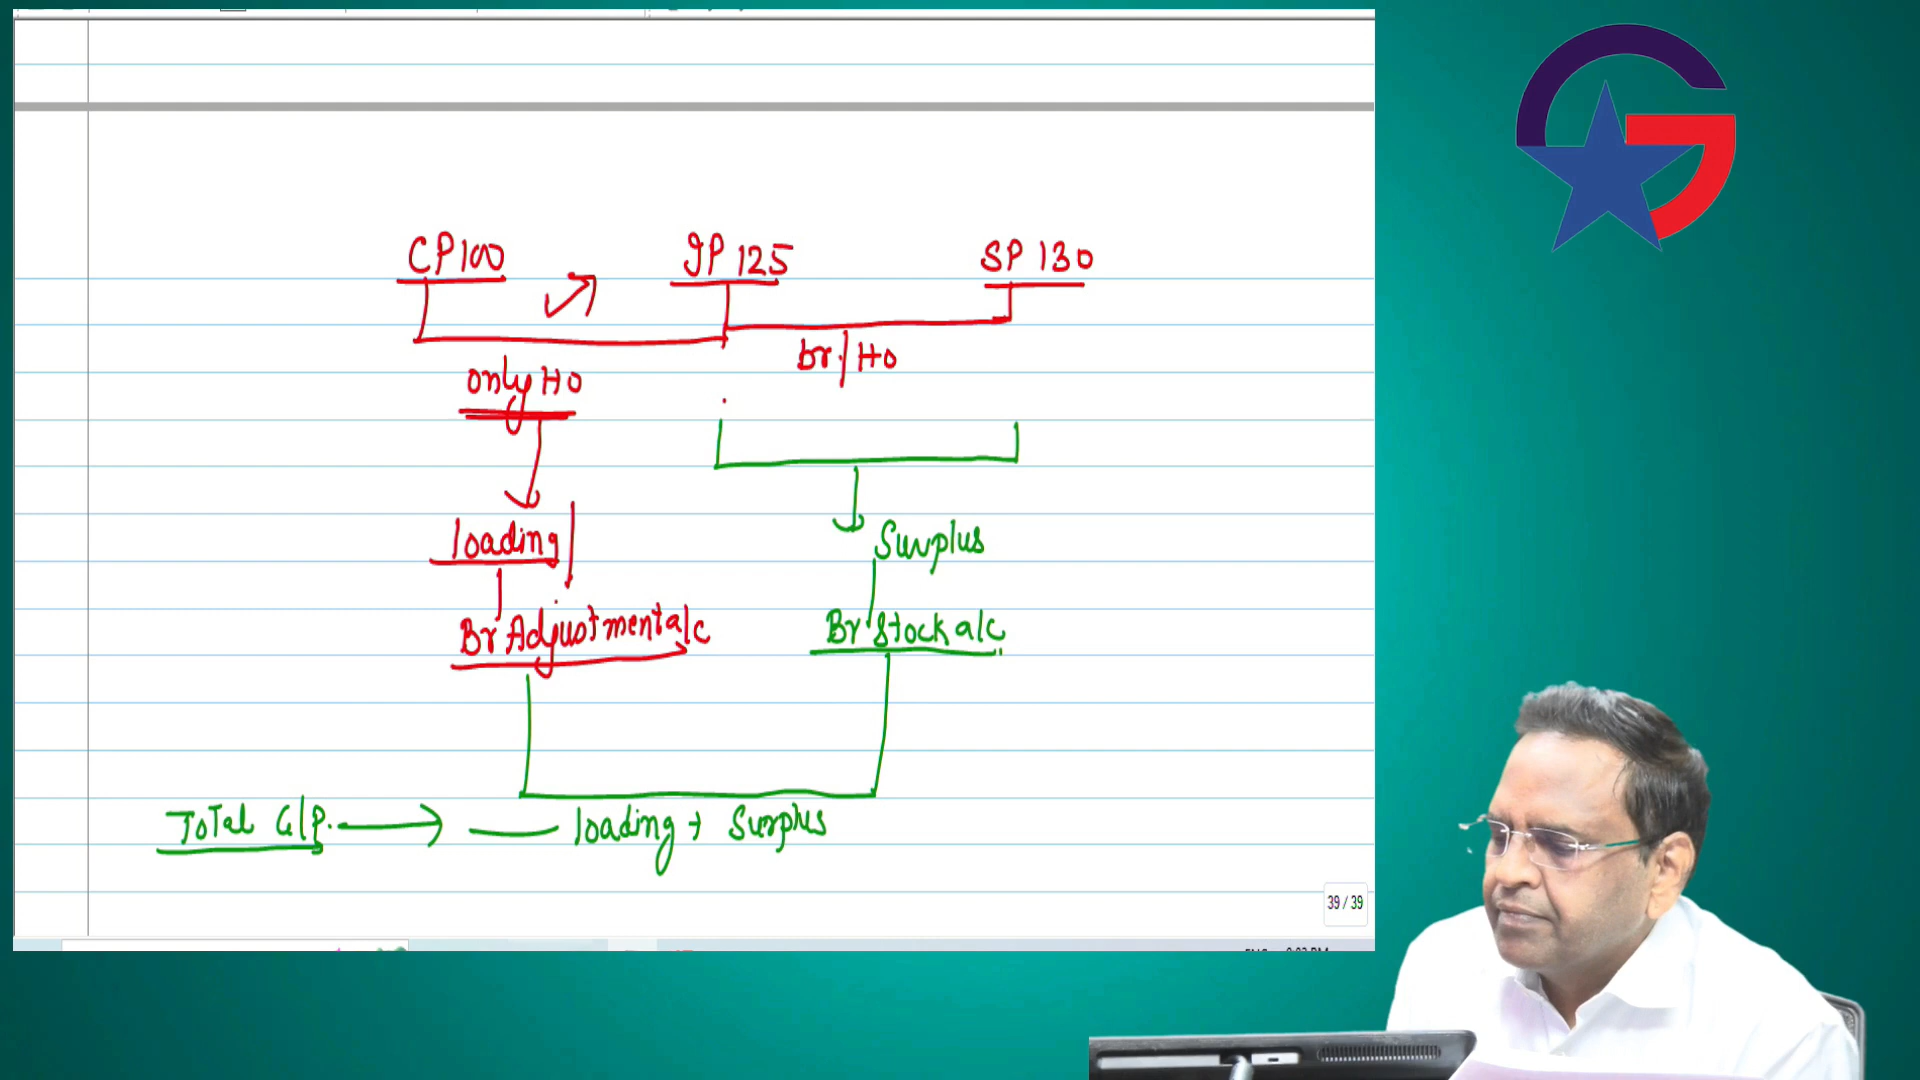 CP 100 IP 125 SP 130
only HO br/HO
loading Surplus
Br Adjustment a/c Br Stock a/c
Total G/P. → — loading + Surplus
39 / 39